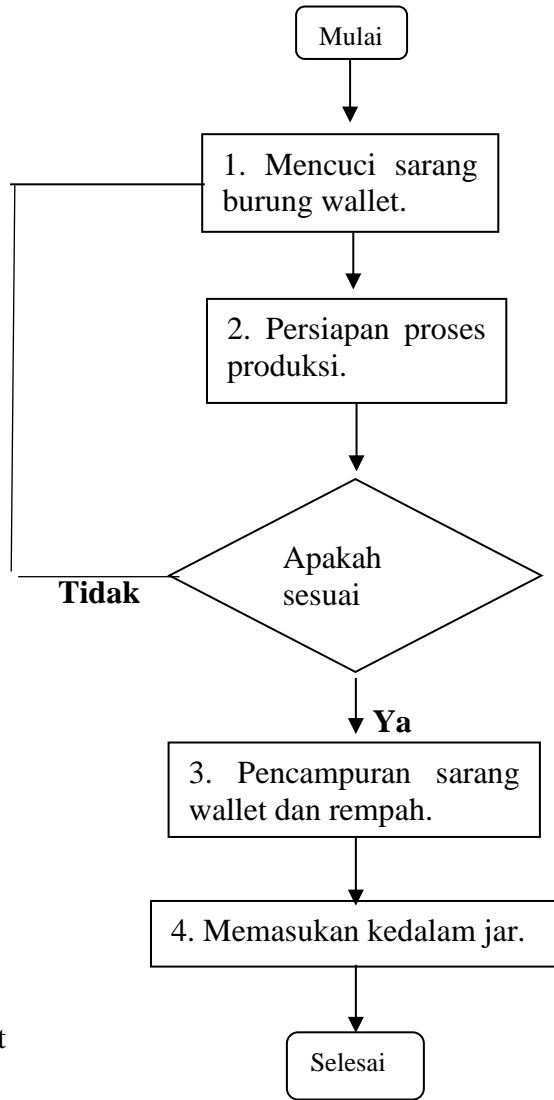 Mulai
1. Mencuci sarang
burung wallet.
2. Persiapan proses
produksi.
Apakah
sesuai
Tidak
Ya
3. Pencampuran sarang
wallet dan rempah.
4. Memasukan kedalam jar.
t
Selesai